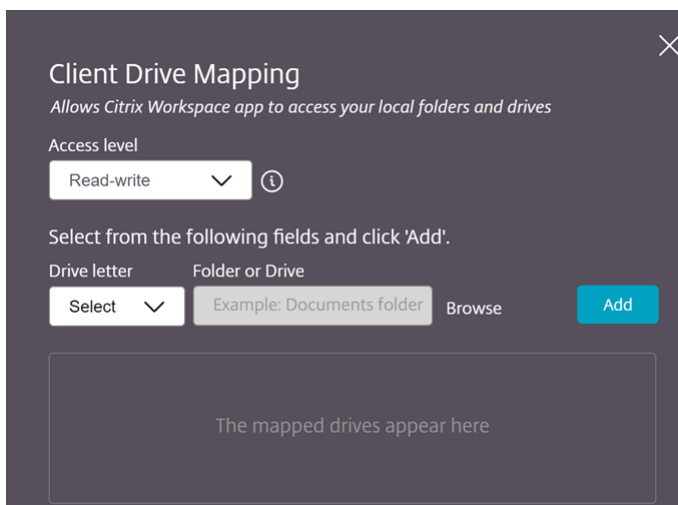 Client Drive Mapping
Allows Citrix Workspace app to access your local folders and drives
Access level
Read-write
Select from the following fields and click 'Add'.
Drive letter Folder or Drive
Select Example: Documents folder Browse Add
The mapped drives appear here